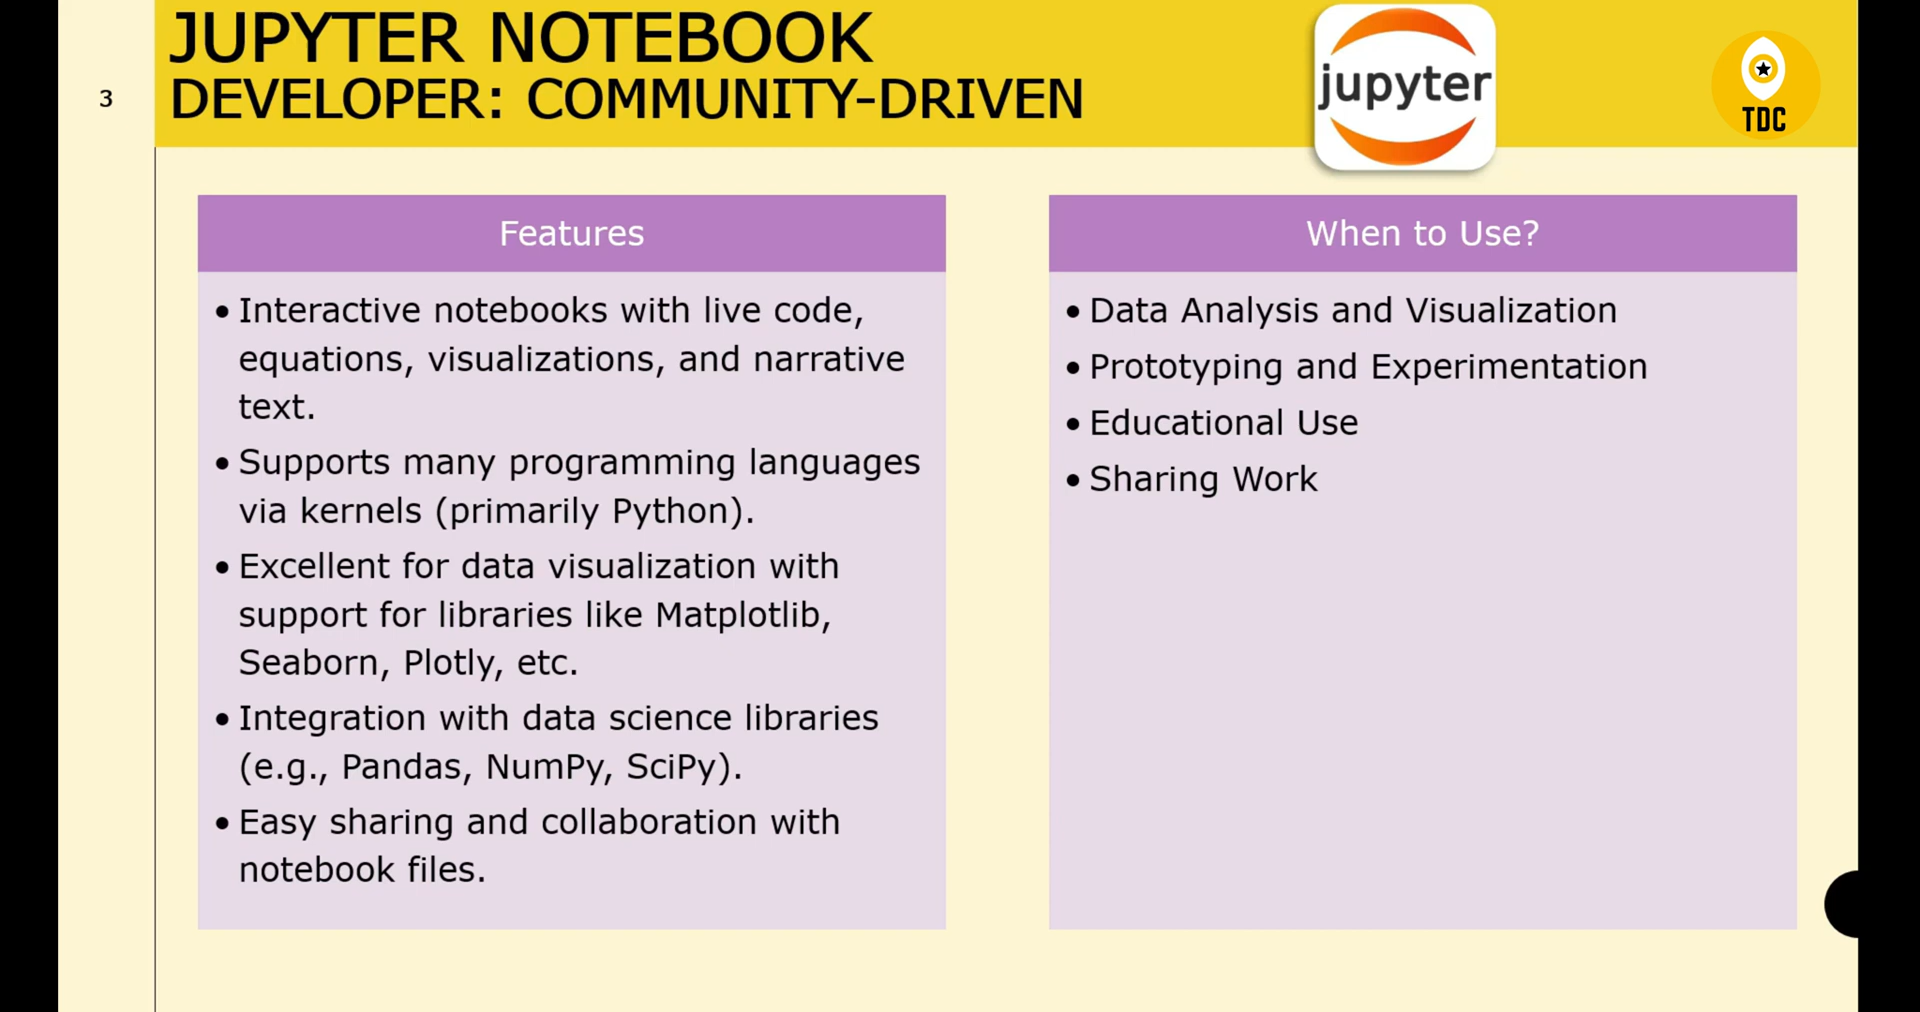 JUPYTER NOTEBOOK
DEVELOPER: COMMUNITY-DRIVEN
jupyter
TDC
3
Features
• Interactive notebooks with live code,
equations, visualizations, and narrative
text.
• Supports many programming languages
via kernels (primarily Python).
• Excellent for data visualization with
support for libraries like Matplotlib,
Seaborn, Plotly, etc.
• Integration with data science libraries
(e.g., Pandas, NumPy, SciPy).
• Easy sharing and collaboration with
notebook files.
When to Use?
• Data Analysis and Visualization
• Prototyping and Experimentation
• Educational Use
• Sharing Work